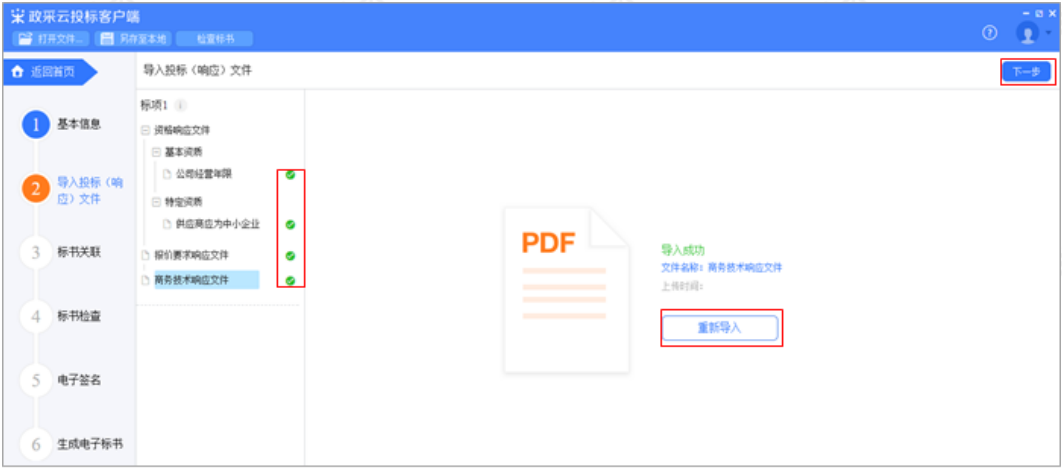 政采云投标客户端
打开文件... 另存至本地 检查标书
返回首页
导入投标（响应）文件
下一步
1 基本信息
2 导入投标（响
应）文件
3 标书关联
4 标书检查
5 电子签名
6 生成电子标书
标项1
资格响应文件
基本资质
公司经营年限
特定资质
供应商应为中小企业
报价要求响应文件
商务技术响应文件
PDF
导入成功
文件名称：商务技术响应文件
上传时间：
重新导入